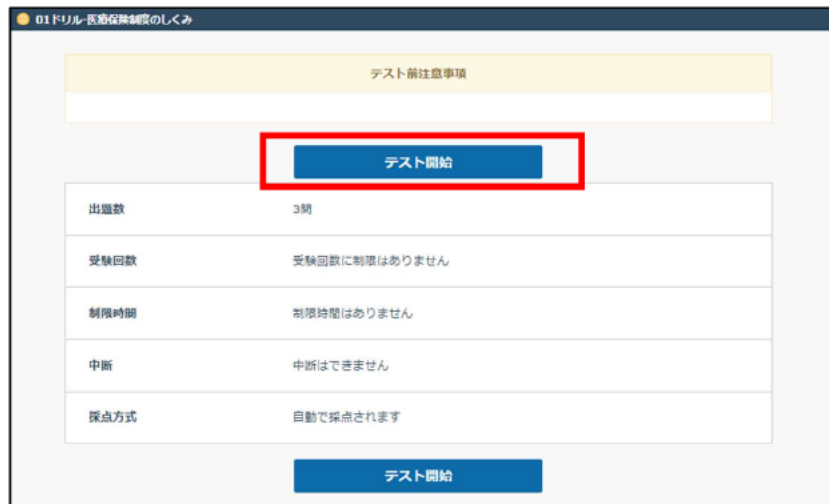 01ドリル-医療保険制度のしくみ
テスト前注意事項
テスト開始
出題数 3問
受験回数 受験回数に制限はありません
制限時間 制限時間はありません
中断 中断はできません
採点方式 自動で採点されます
テスト開始